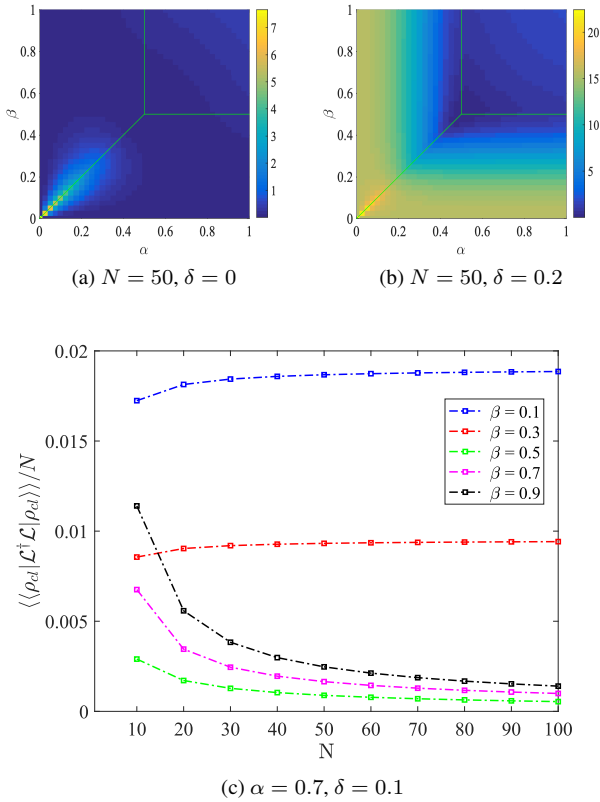 1
0.8
0.6
0.4
0.2
0
β
0 0.2 0.4 0.6 0.8 1
α
7
6
5
4
3
2
1
(a) N = 50, δ = 0
1
0.8
0.6
0.4
0.2
0
β
0 0.2 0.4 0.6 0.8 1
α
20
15
10
5
0
(b) N = 50, δ = 0.2
0.02
0.015
0.01
0.005
0
⟨⟨ρcl|ℒ†ℒ|ρcl⟩⟩/N
β = 0.1
β = 0.3
β = 0.5
β = 0.7
β = 0.9
10 20 30 40 50 60 70 80 90 100
N
(c) α = 0.7, δ = 0.1